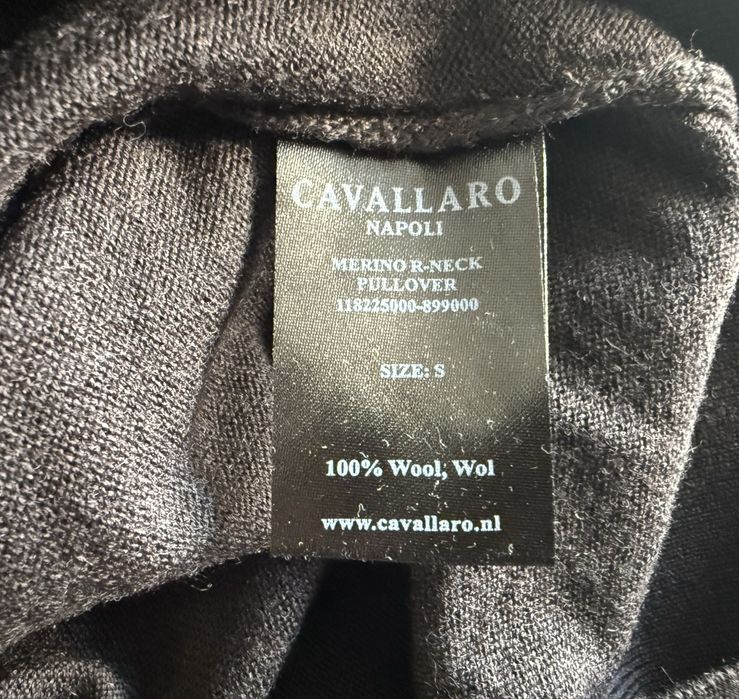 CAVALLARO
NAPOLI
MERINO R-NECK
PULLOVER
118225000-899000
SIZE: S
100% Wool, Wol
www.cavallaro.nl